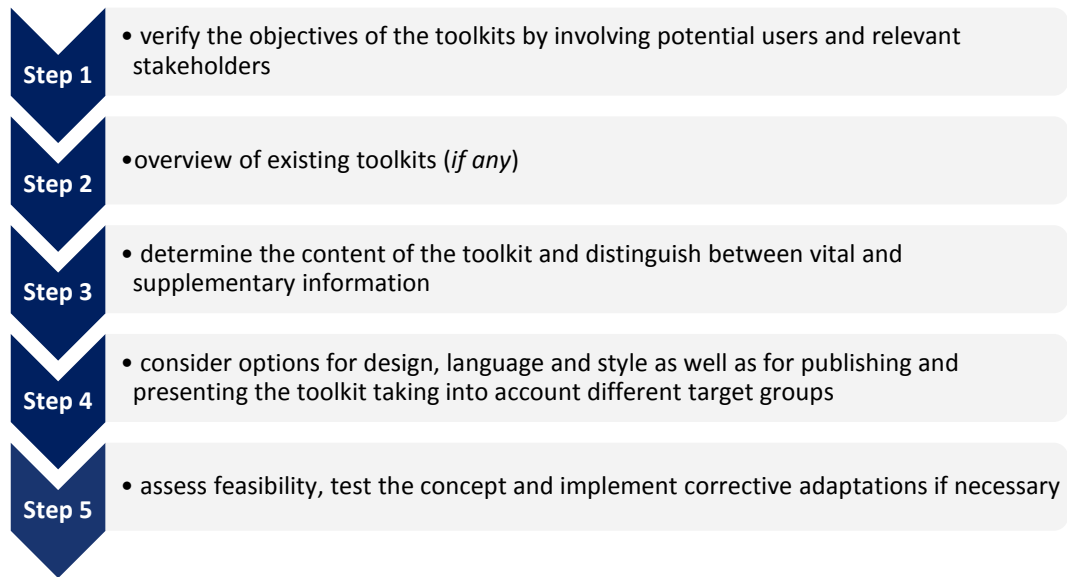 Step 1
• verify the objectives of the toolkits by involving potential users and relevant
stakeholders
Step 2
•overview of existing toolkits (if any)
Step 3
• determine the content of the toolkit and distinguish between vital and
supplementary information
Step 4
• consider options for design, language and style as well as for publishing and
presenting the toolkit taking into account different target groups
Step 5
• assess feasibility, test the concept and implement corrective adaptations if necessary